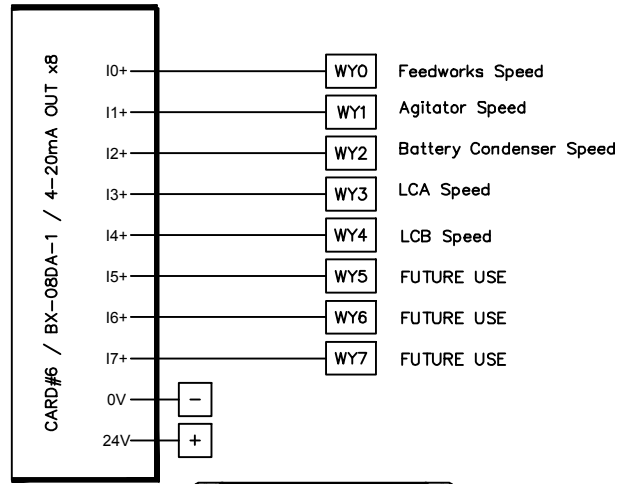 CARD#6 / BX-08DA-1 / 4-20mA OUT x8
I0+ WY0 Feedworks Speed
I1+ WY1 Agitator Speed
I2+ WY2 Battery Condenser Speed
I3+ WY3 LCA Speed
I4+ WY4 LCB Speed
I5+ WY5 FUTURE USE
I6+ WY6 FUTURE USE
I7+ WY7 FUTURE USE
0V -
24V +